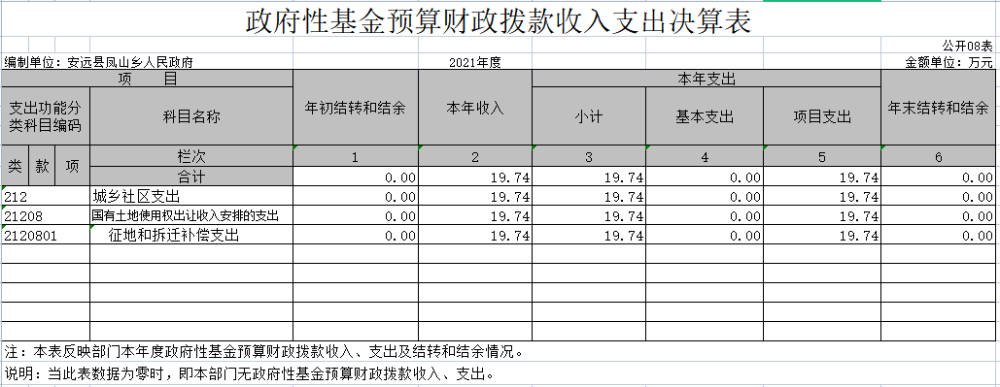 政府性基金预算财政拨款收入支出决算表
公开08表
编制单位：安远县凤山乡人民政府 2021年度 金额单位：万元
项 目 年初结转和结余 本年收入 本年支出 年末结转和结余
支出功能分类科目编码 科目名称 小计 基本支出 项目支出
类 款 项 栏次 1 2 3 4 5 6
合计 0.00 19.74 19.74 0.00 19.74 0.00
212 城乡社区支出 0.00 19.74 19.74 0.00 19.74 0.00
21208 国有土地使用权出让收入安排的支出 0.00 19.74 19.74 0.00 19.74 0.00
2120801 征地和拆迁补偿支出 0.00 19.74 19.74 0.00 19.74 0.00
注：本表反映部门本年度政府性基金预算财政拨款收入、支出及结转和结余情况。
说明：当此表数据为零时，即本部门无政府性基金预算财政拨款收入、支出。